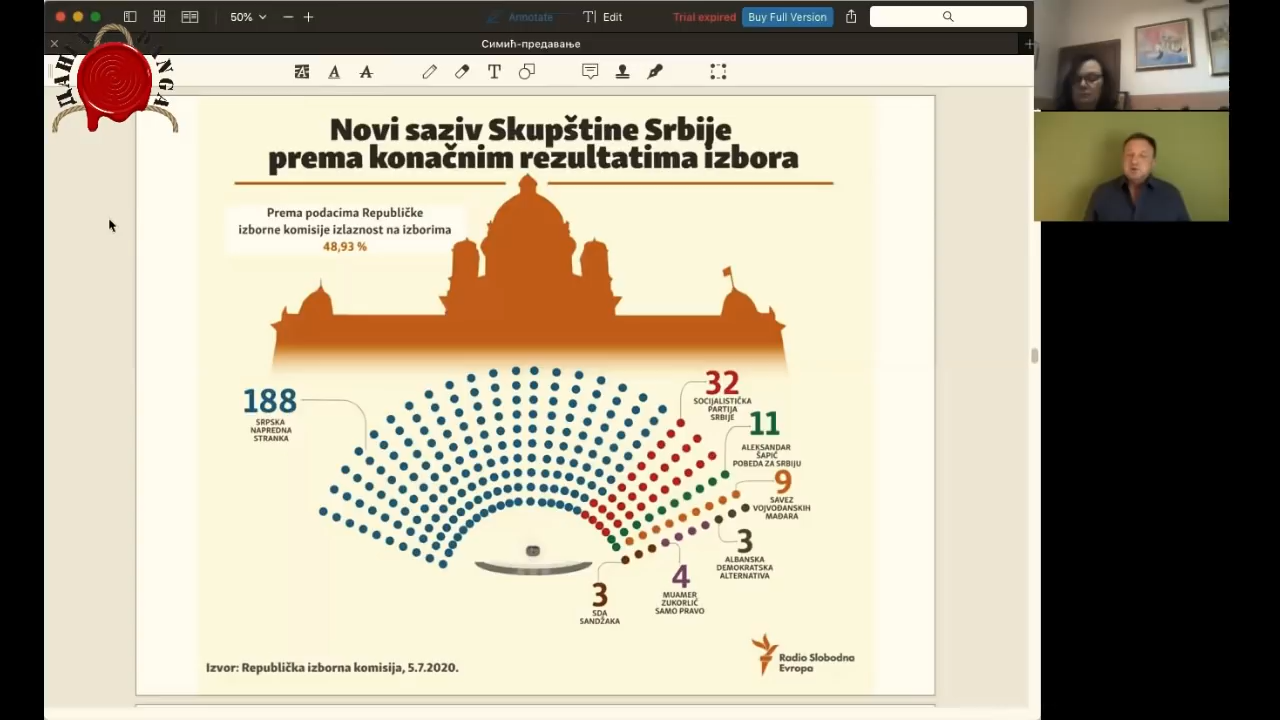 50%
Annotate
Edit
Trial expired
Buy Full Version
Симић-предавање
Novi saziv Skupštine Srbije
prema konačnim rezultatima izbora
Prema podacima Republičke
izborne komisije izlaznost na izborima
48,93 %
188
SRPSKA
NAPREDNA
STRANKA
32
SOCIJALISTIČKA
PARTIJA
SRBIJE
11
ALEKSANDAR
ŠAPIĆ
POBEDA ZA SRBIJU
9
SAVEZ
VOJVOĐANSKIH
MAĐARA
3
ALBANSKA
DEMOKRATSKA
ALTERNATIVA
4
MUAMER
ZUKORLIĆ
SAMO PRAVO
3
SDA
SANDŽAKA
Izvor: Republička izborna komisija, 5.7.2020.
Radio Slobodna
Evropa